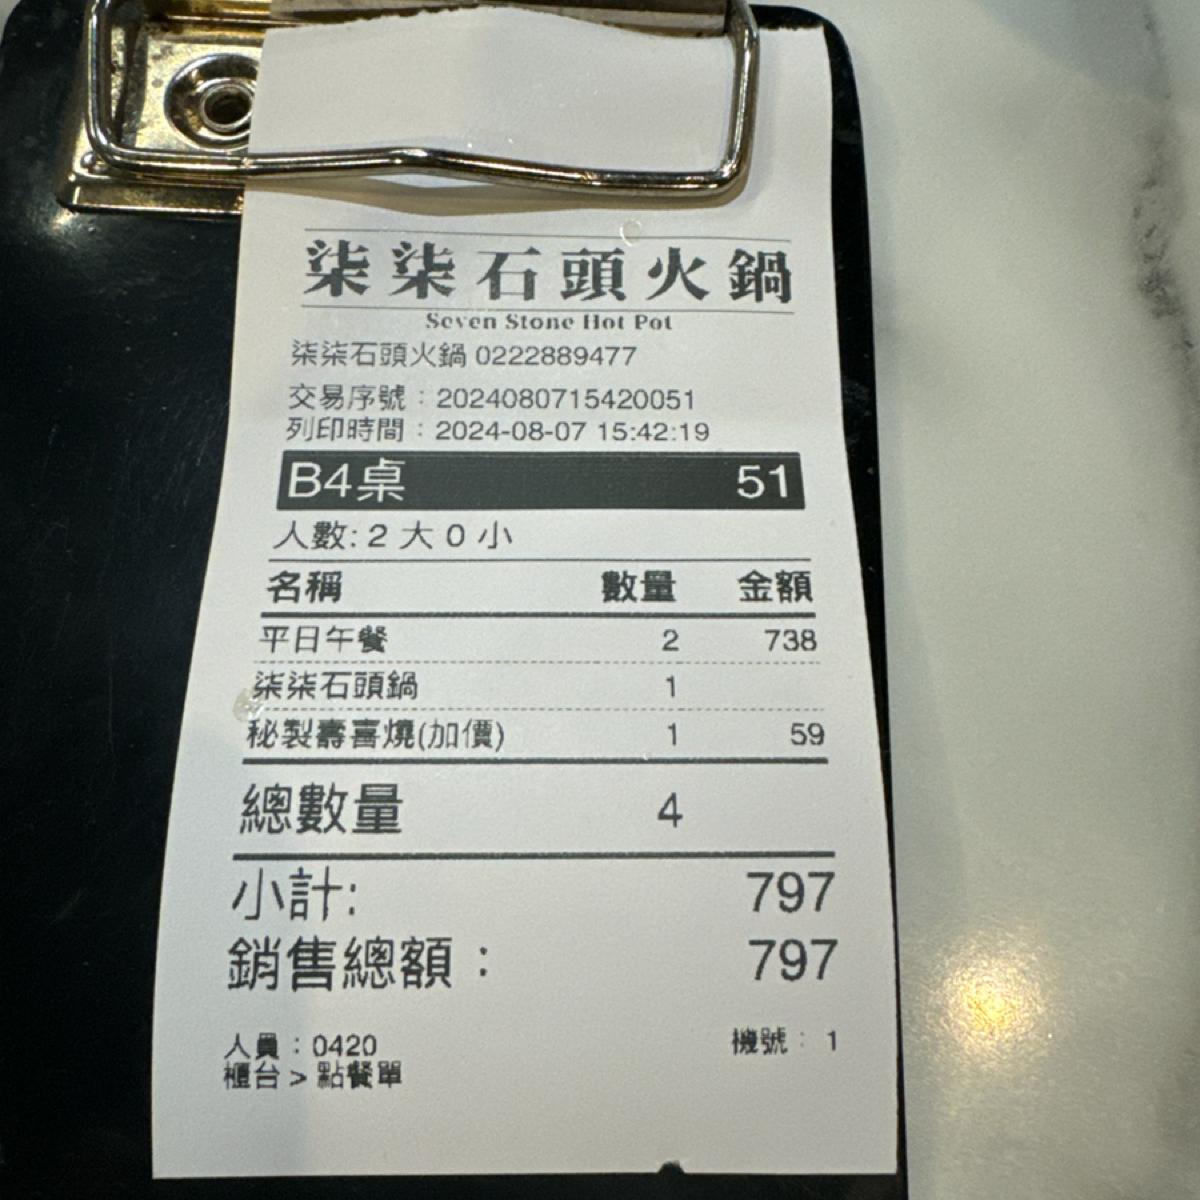 柒柒石頭火鍋
Seven Stone Hot Pot
柒柒石頭火鍋 0222889477
交易序號：2024080715420051
列印時間：2024-08-07 15:42:19
B4桌 51
人數: 2 大 0 小
名稱 數量 金額
平日午餐 2 738
柒柒石頭鍋 1
秘製壽喜燒(加價) 1 59
總數量 4
小計: 797
銷售總額： 797
人員：0420 機號：1
櫃台 > 點餐單